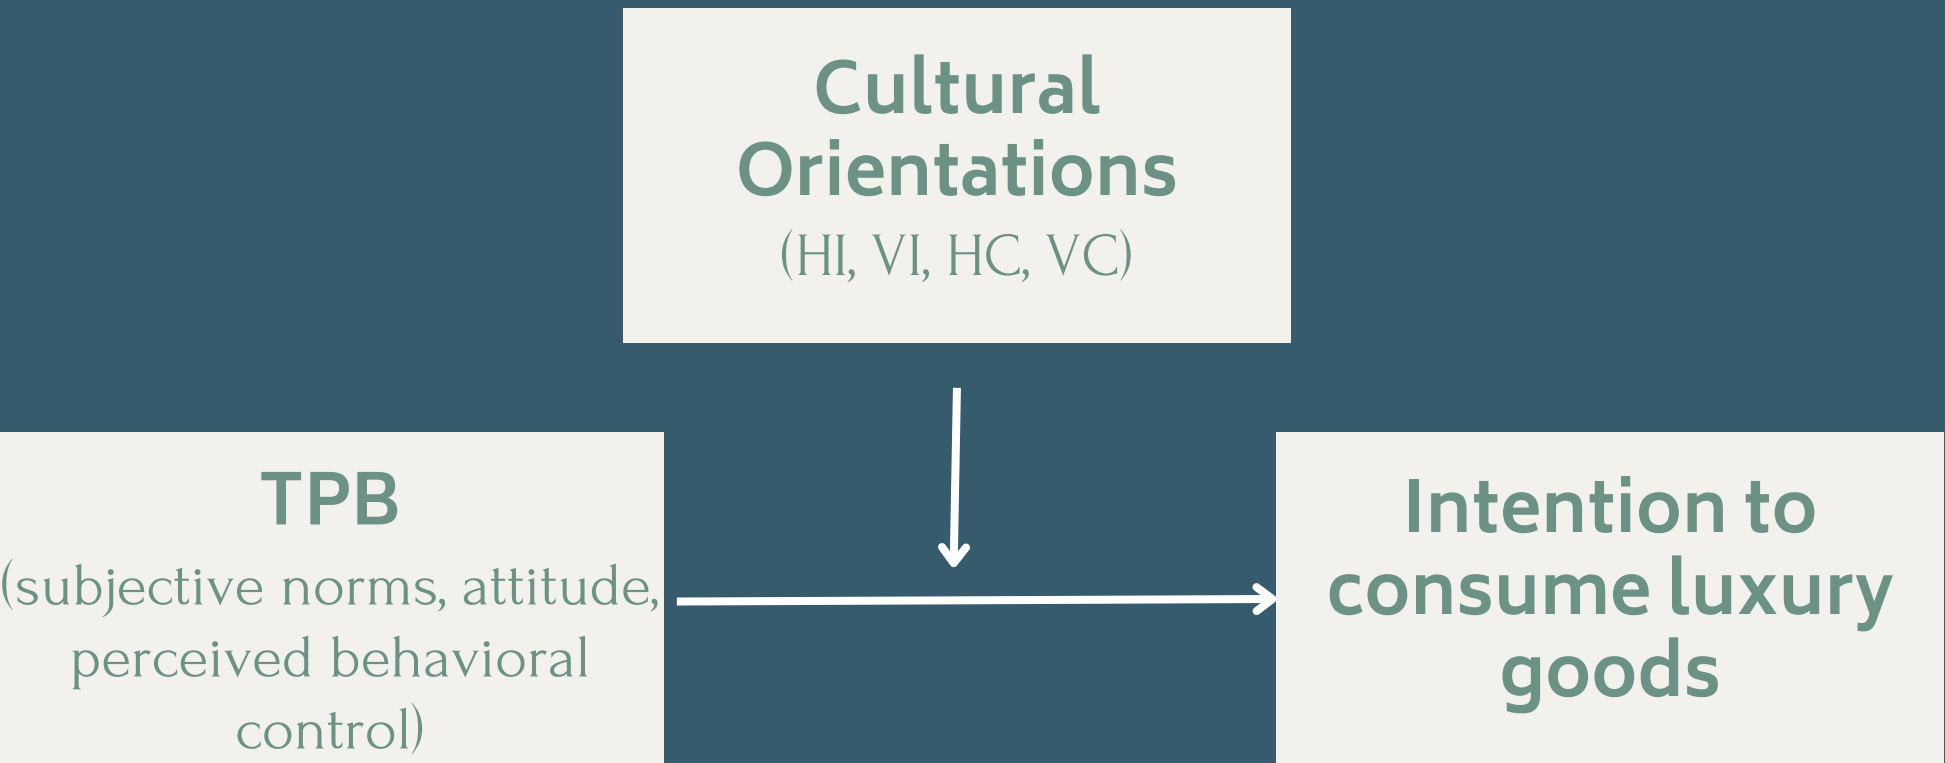 Cultural
Orientations
(HI, VI, HC, VC)
TPB
(subjective norms, attitude,
perceived behavioral
control)
Intention to
consume luxury
goods